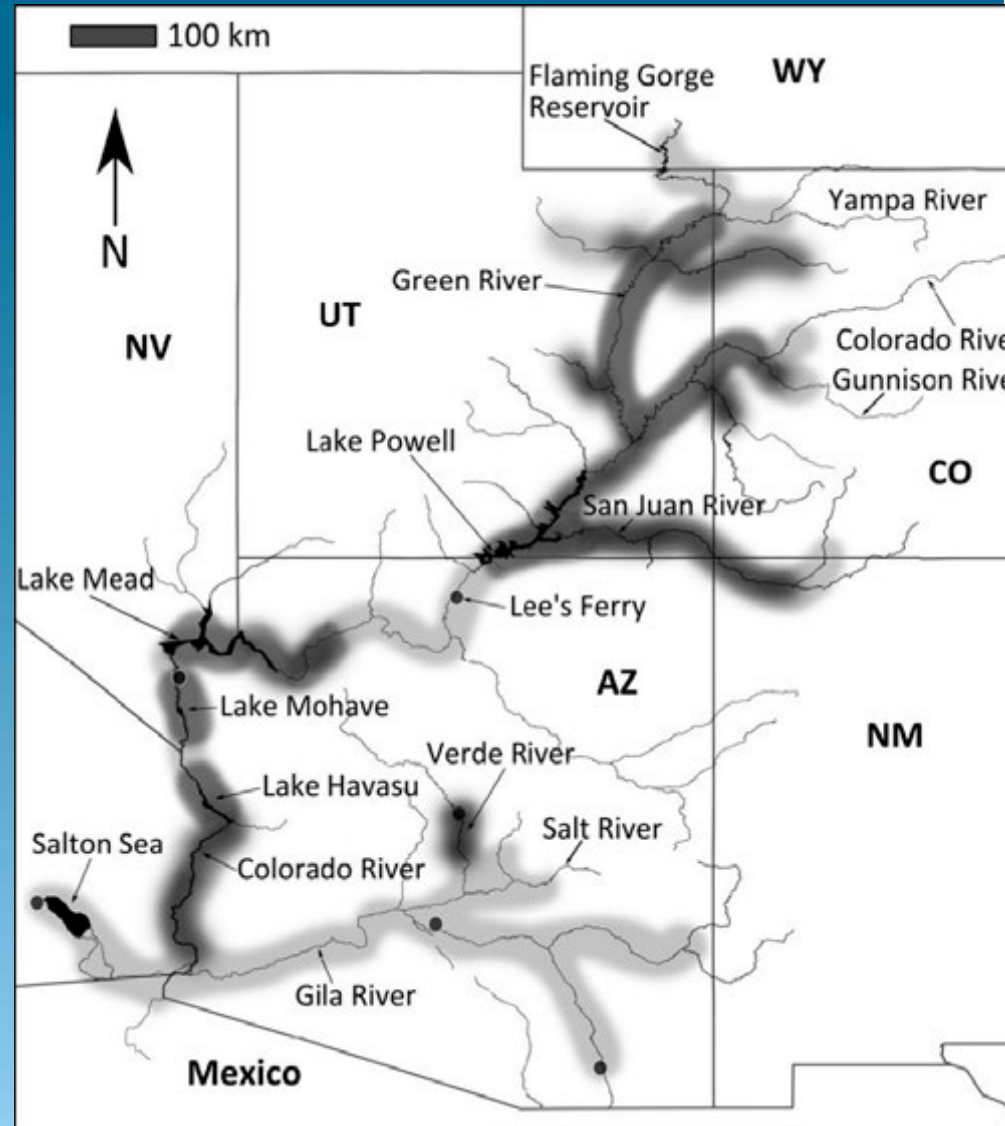 100 km
Flaming Gorge
Reservoir
WY
N
Yampa River
Green River
UT
NV
Colorado Rive
Gunnison Rive
Lake Powell
CO
San Juan River
Lake Mead
Lee's Ferry
AZ
Lake Mohave
NM
Verde River
Lake Havasu
Salt River
Salton Sea
Colorado River
Gila River
Mexico